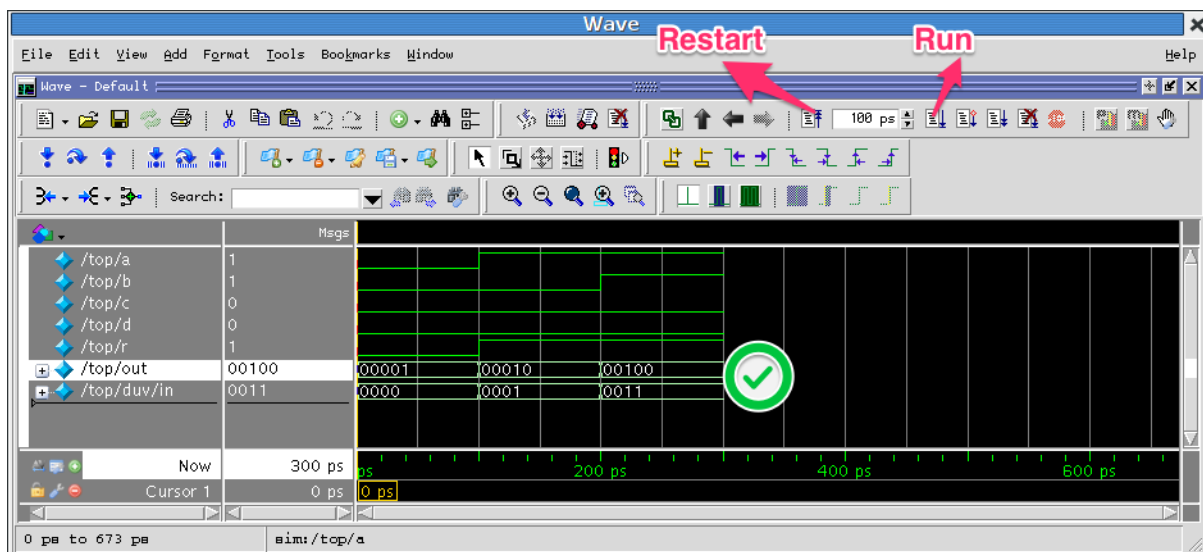 Wave
Restart
Run
File Edit View Add Format Tools Bookmarks Window Help
Wave - Default
100 ps
Search:
Msgs
/top/a 1
/top/b 1
/top/c 0
/top/d 0
/top/r 1
/top/out 00100 00001 00010 00100
/top/duv/in 0011 0000 0001 0011
Now 300 ps ps 200 ps 400 ps 600 ps
Cursor 1 0 ps 0 ps
0 ps to 673 ps sim:/top/a